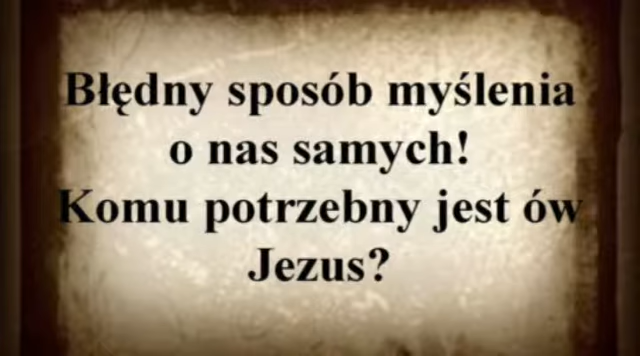 Błędny sposób myślenia
o nas samych!
Komu potrzebny jest ów
Jezus?